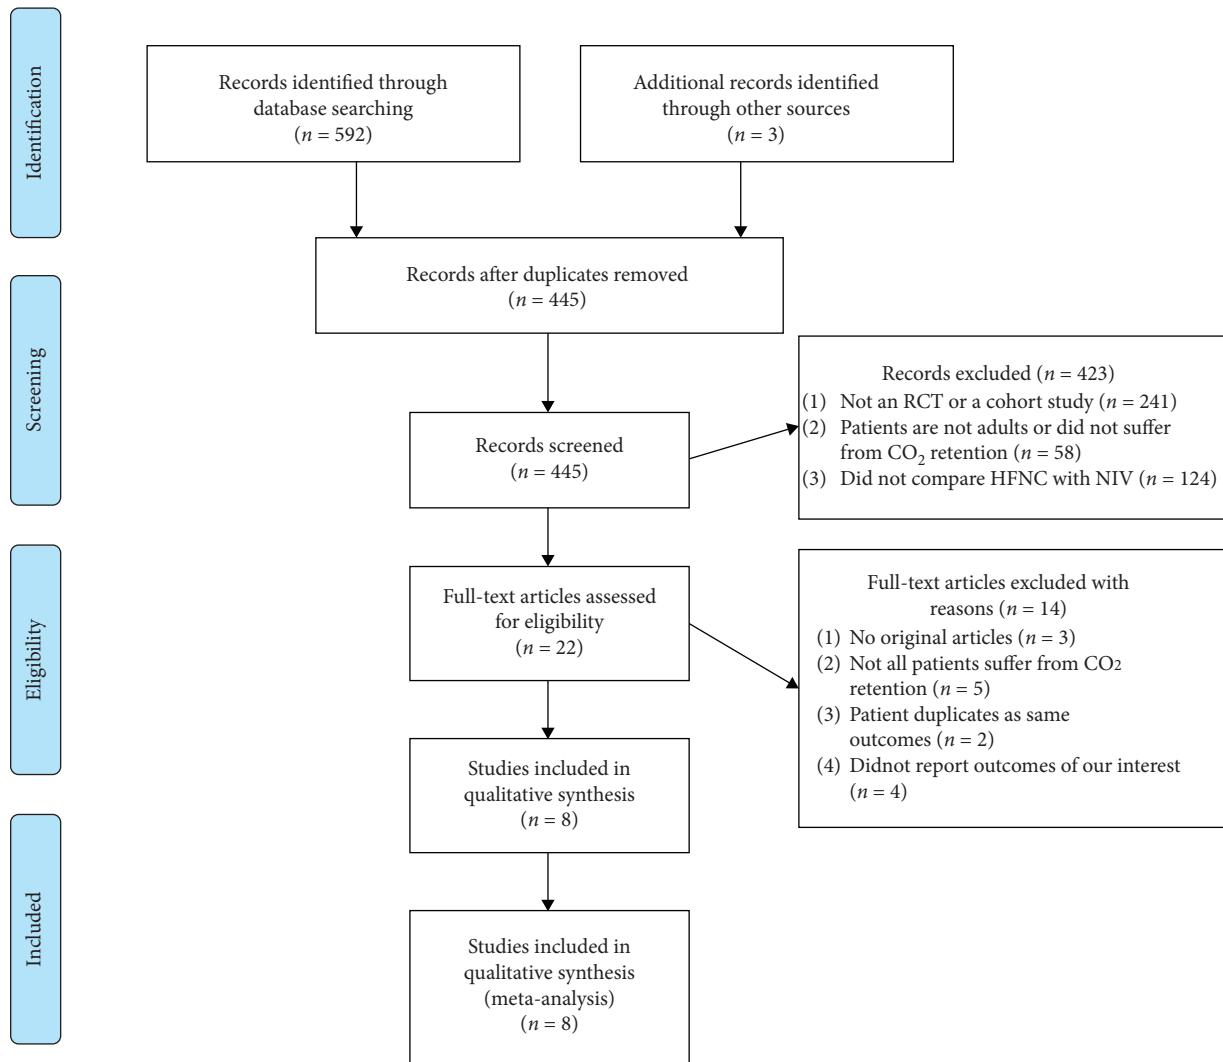 Identification
Records identified through
database searching
(n = 592)
Additional records identified
through other sources
(n = 3)
Records after duplicates removed
(n = 445)
Screening
Records screened
(n = 445)
Records excluded (n = 423)
(1) Not an RCT or a cohort study (n = 241)
(2) Patients are not adults or did not suffer
from CO₂ retention (n = 58)
(3) Did not compare HFNC with NIV (n = 124)
Eligibility
Full-text articles assessed
for eligibility
(n = 22)
Full-text articles excluded with
reasons (n = 14)
(1) No original articles (n = 3)
(2) Not all patients suffer from CO2
retention (n = 5)
(3) Patient duplicates as same
outcomes (n = 2)
(4) Didnot report outcomes of our interest
(n = 4)
Studies included in
qualitative synthesis
(n = 8)
Included
Studies included in
qualitative synthesis
(meta-analysis)
(n = 8)